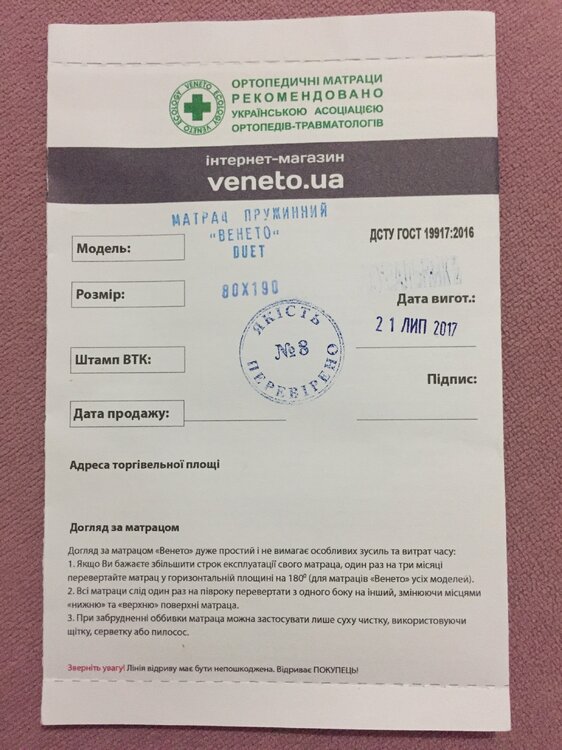 VENETO ECOLOGY VENETO ECOLOGY
ОРТОПЕДИЧНІ МАТРАЦИ
РЕКОМЕНДОВАНО
УКРАЇНСЬКОЮ АСОЦІАЦІЄЮ
ОРТОПЕДІВ-ТРАВМАТОЛОГІВ
інтернет-магазин
veneto.ua
МАТРАЦ ПРУЖИННИЙ
"ВЕНЕТО"
DUET
Модель:
ДСТУ ГОСТ 19917:2016
Розмір:
80X190
Дата вигот.:
21 ЛИП 2017
ЯКІСТЬ
№8
ПЕРЕВІРЕНО
Штамп ВТК:
Підпис:
Дата продажу:
Адреса торгівельної площі
Догляд за матрацом
Догляд за матрацом «Венето» дуже простий і не вимагає особливих зусиль та витрат часу:
1. Якщо Ви бажаєте збільшити строк експлуатації свого матраца, один раз на три місяці
перевертайте матрац у горизонтальній площині на 180⁰ (для матраців «Венето» усіх моделей).
2. Всі матраци слід один раз на півроку перевертати з одного боку на інший, змінюючи місцями
«нижню» та «верхню» поверхні матраца.
3. При забрудненні оббивки матраца можна застосувати лише суху чистку, використовуючи
щітку, серветку або пилосос.
Зверніть увагу! Лінія відриву має бути непошкоджена. Відриває ПОКУПЕЦЬ!